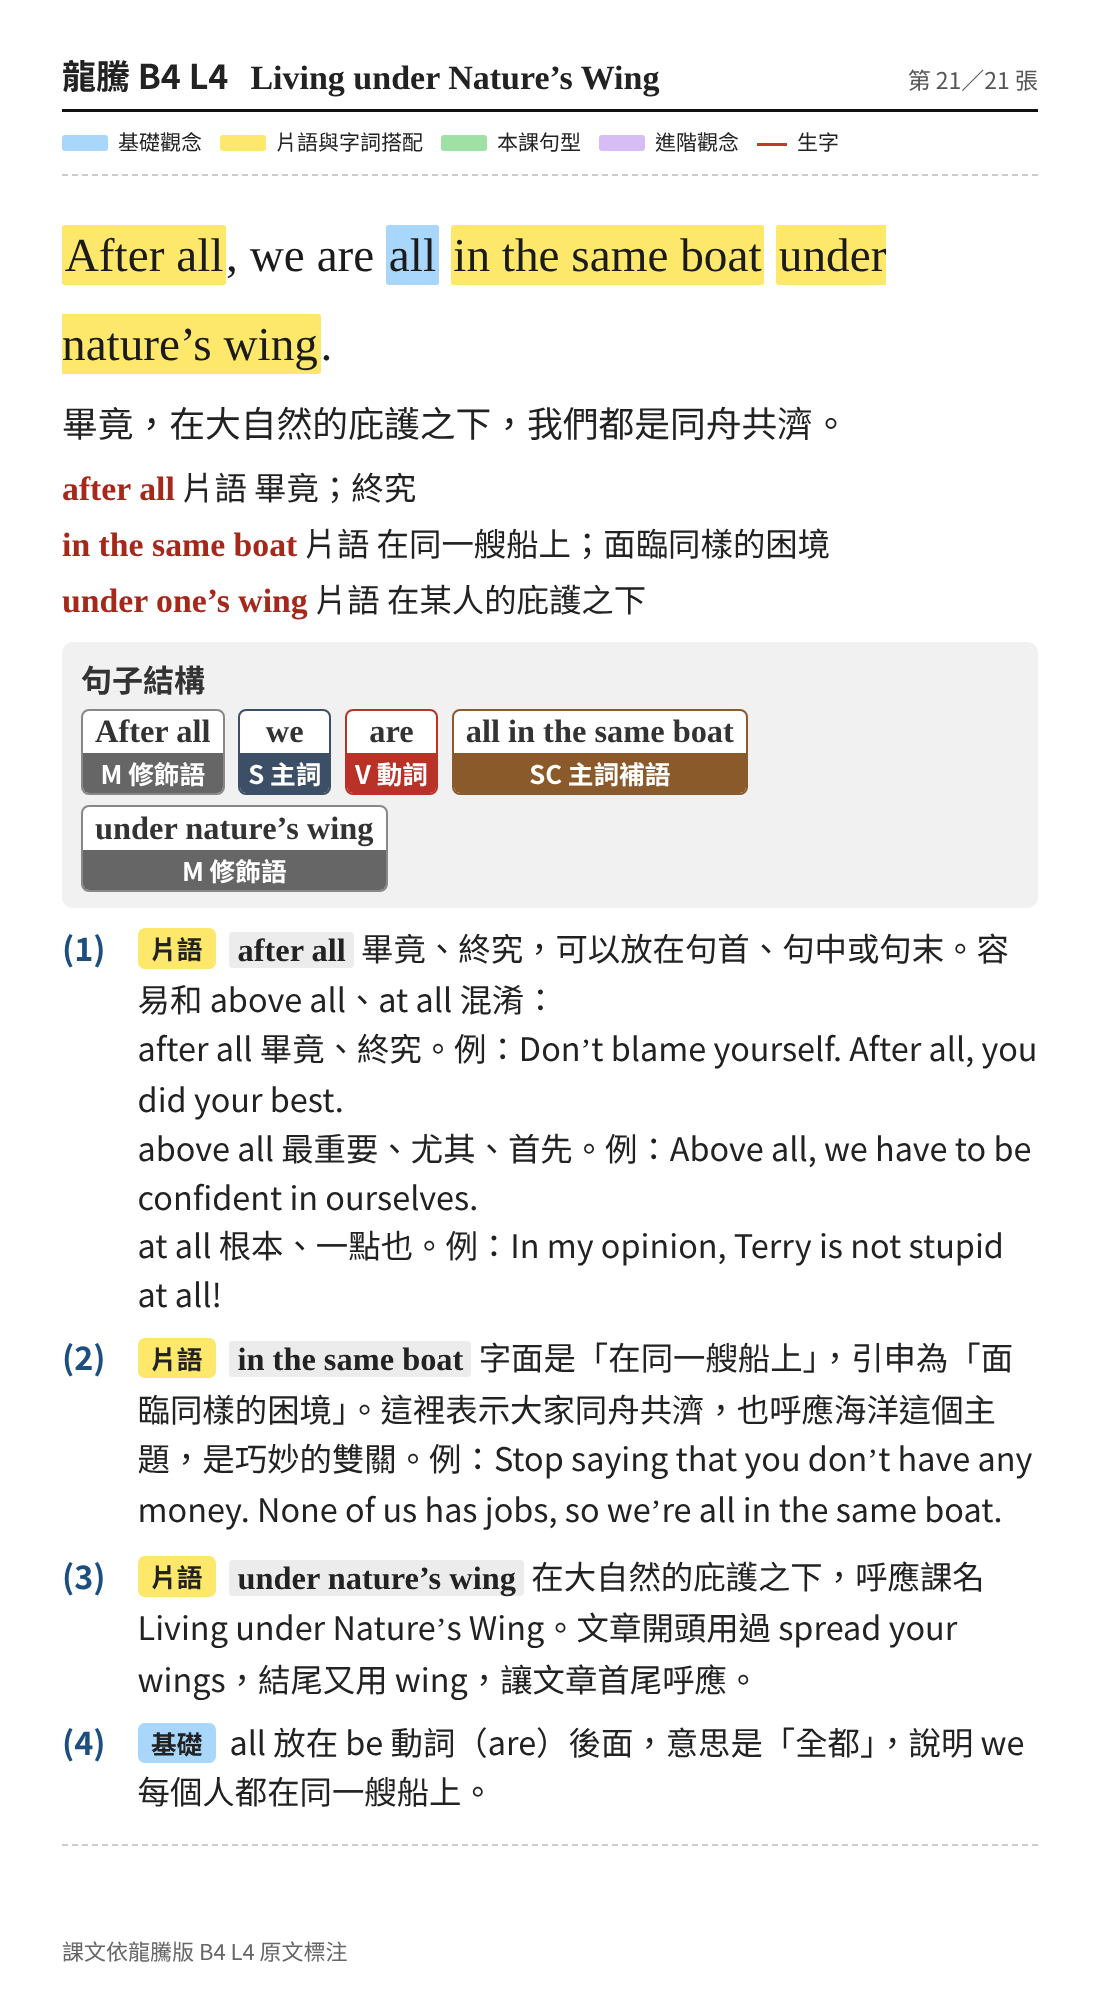 龍騰 B4 L4 Living under Nature’s Wing 第 21／21 張
基礎觀念 片語與字詞搭配 本課句型 進階觀念 生字
After all, we are all in the same boat under
nature’s wing.
畢竟，在大自然的庇護之下，我們都是同舟共濟。
after all 片語 畢竟；終究
in the same boat 片語 在同一艘船上；面臨同樣的困境
under one’s wing 片語 在某人的庇護之下
句子結構
After all we are all in the same boat
M 修飾語 S 主詞 V 動詞 SC 主詞補語
under nature’s wing
M 修飾語
(1) 片語 after all 畢竟、終究，可以放在句首、句中或句末。容
易和 above all、at all 混淆：
after all 畢竟、終究。例：Don’t blame yourself. After all, you
did your best.
above all 最重要、尤其、首先。例：Above all, we have to be
confident in ourselves.
at all 根本、一點也。例：In my opinion, Terry is not stupid
at all!
(2) 片語 in the same boat 字面是「在同一艘船上」，引申為「面
臨同樣的困境」。這裡表示大家同舟共濟，也呼應海洋這個主
題，是巧妙的雙關。例：Stop saying that you don’t have any
money. None of us has jobs, so we’re all in the same boat.
(3) 片語 under nature’s wing 在大自然的庇護之下，呼應課名
Living under Nature’s Wing。文章開頭用過 spread your
wings，結尾又用 wing，讓文章首尾呼應。
(4) 基礎 all 放在 be 動詞（are）後面，意思是「全都」，說明 we
每個人都在同一艘船上。
課文依龍騰版 B4 L4 原文標注